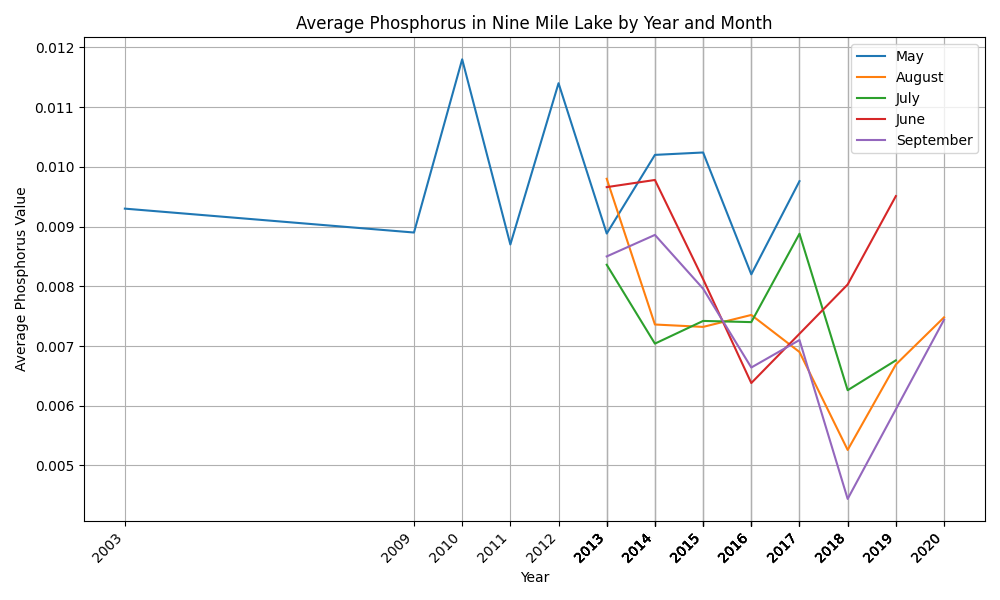 Average Phosphorus in Nine Mile Lake by Year and Month
Average Phosphorus Value
0.012
0.011
0.010
0.009
0.008
0.007
0.006
0.005
May
August
July
June
September
2003
2009
2010
2011
2012
2013
2014
2015
2016
2017
2018
2019
2020
Year